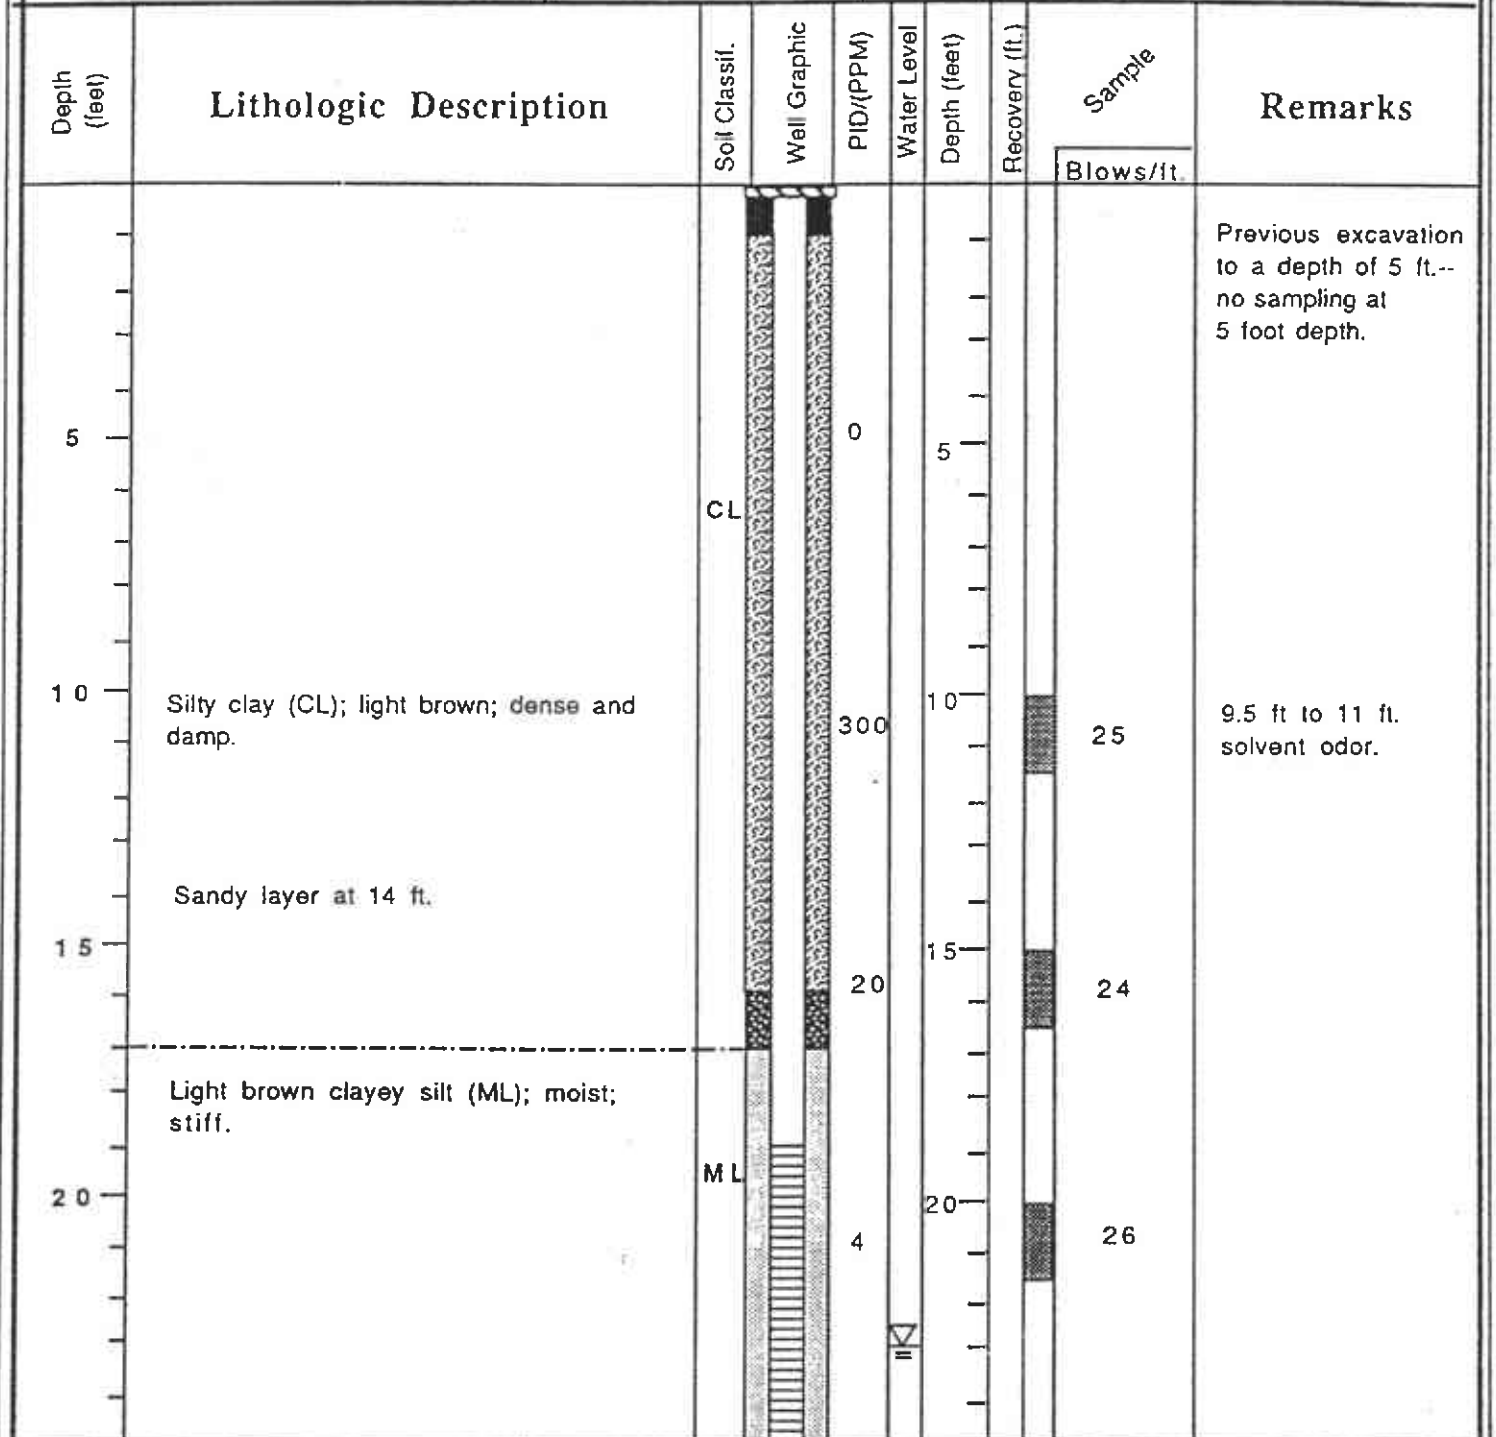 Depth
(feet)
Lithologic Description
Soil Classif.
Well Graphic
PID/(PPM)
Water Level
Depth (feet)
Recovery (ft.)
Sample
Blows/ft.
Remarks
Previous excavation
to a depth of 5 ft.--
no sampling at
5 foot depth.
5
0
5
CL
10
Silty clay (CL); light brown; dense and
damp.
300
10
25
9.5 ft to 11 ft.
solvent odor.
Sandy layer at 14 ft.
15
20
15
24
Light brown clayey silt (ML); moist;
stiff.
ML
20
4
20
26